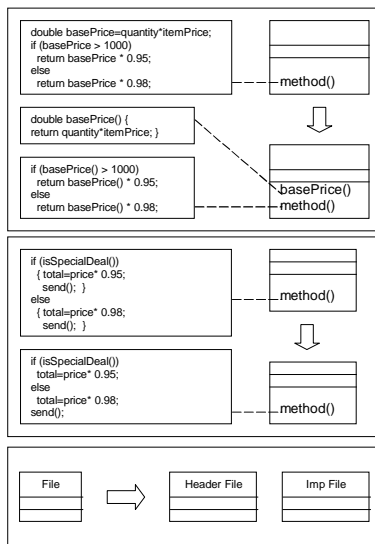 double basePrice=quantity*itemPrice;
if (basePrice > 1000)
return basePrice * 0.95;
else
return basePrice * 0.98;
method()
double basePrice() {
return quantity*itemPrice; }
if (basePrice() > 1000)
return basePrice() * 0.95;
else
return basePrice() * 0.98;
basePrice()
method()
if (isSpecialDeal())
{ total=price* 0.95;
send(); }
else
{ total=price* 0.98;
send(); }
method()
if (isSpecialDeal())
total=price* 0.95;
else
total=price* 0.98;
send();
method()
File
Header File
Imp File